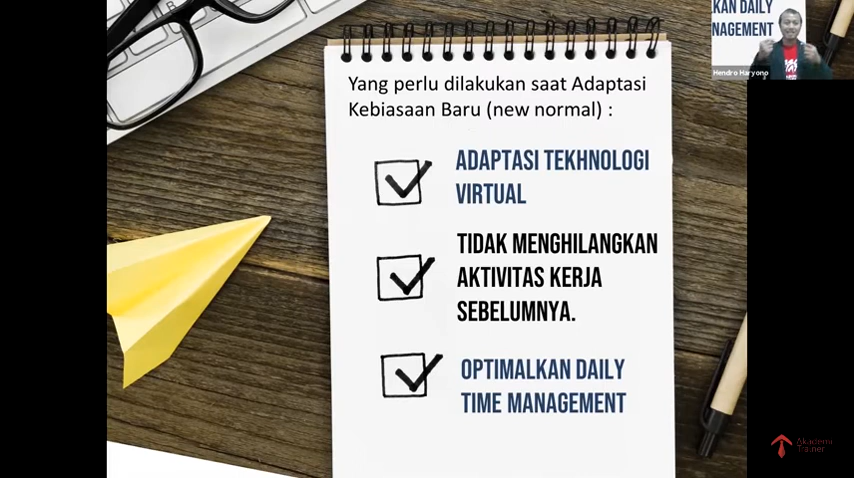 KAN DAILY
NAGEMENT
Hendro Haryono
Yang perlu dilakukan saat Adaptasi
Kebiasaan Baru (new normal) :
ADAPTASI TEKHNOLOGI
VIRTUAL
TIDAK MENGHILANGKAN
AKTIVITAS KERJA
SEBELUMNYA.
OPTIMALKAN DAILY
TIME MANAGEMENT
Akademi
Trainer